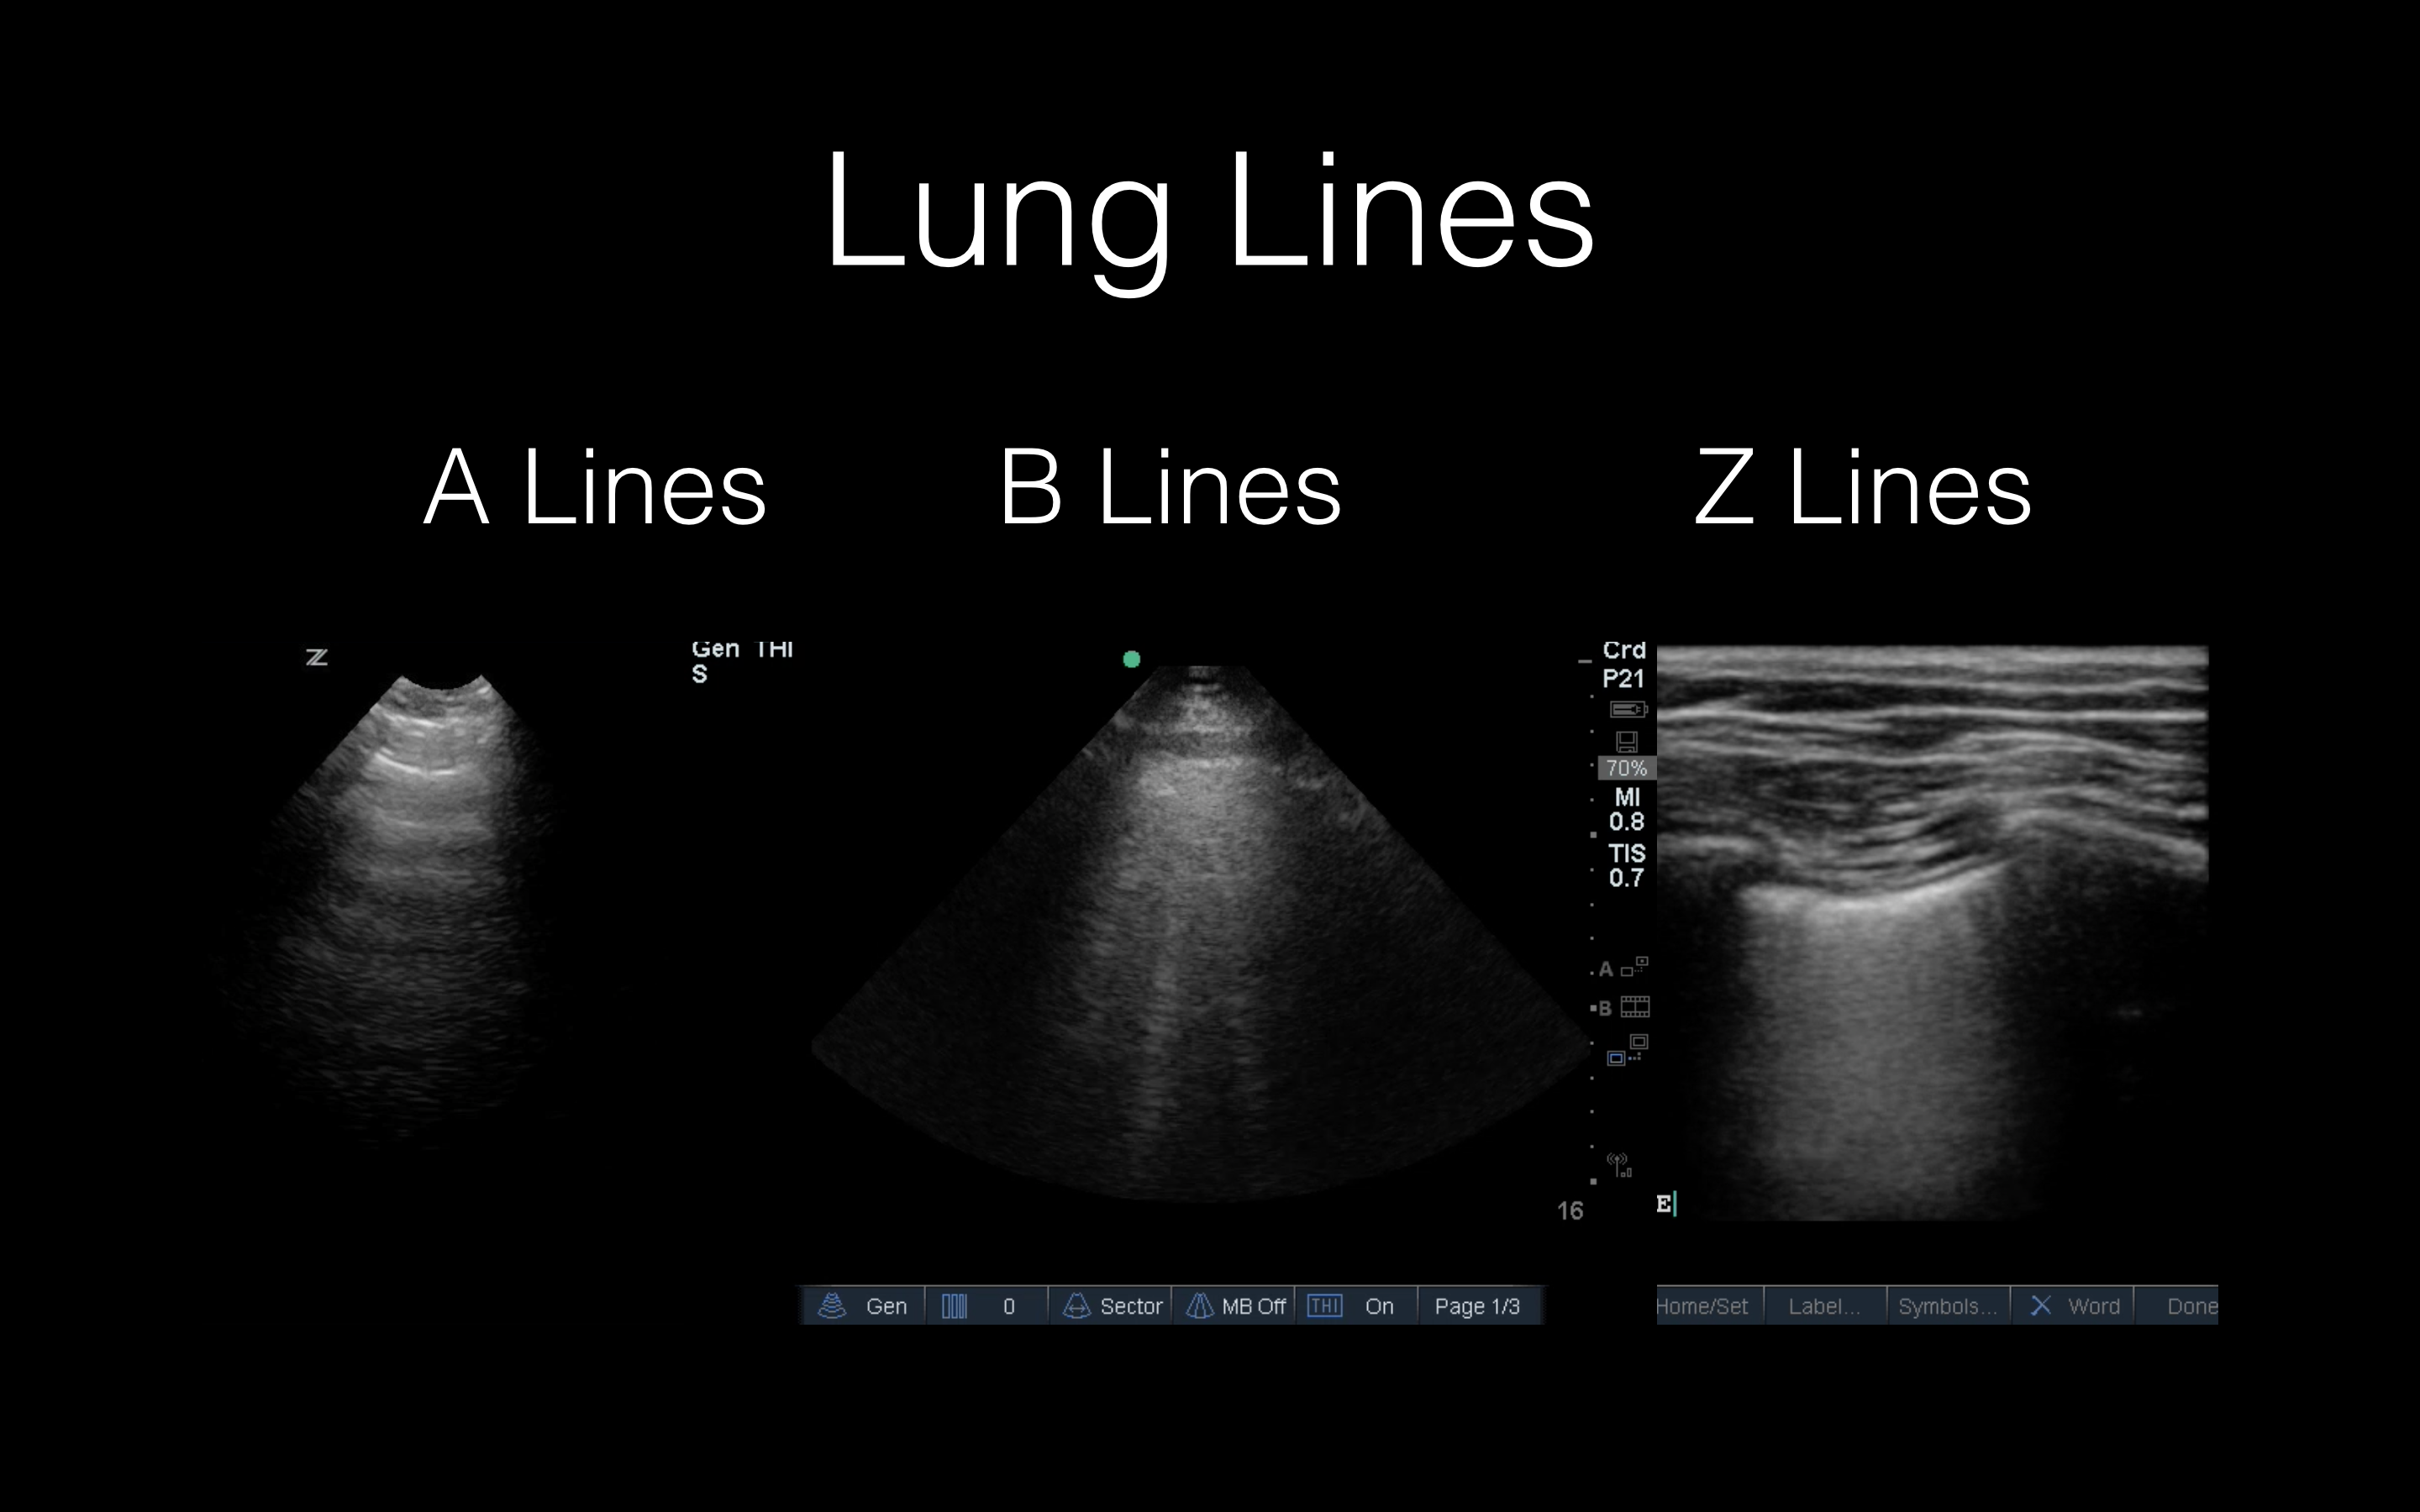 Lung Lines
A Lines
B Lines
Z Lines
Z
Gen THI
S
Crd
P21
70%
MI
0.8
TIS
0.7
A
B
16
E
Gen
0
Sector
MB Off
THI
On
Page 1/3
Home/Set
Label...
Symbols...
Word
Done